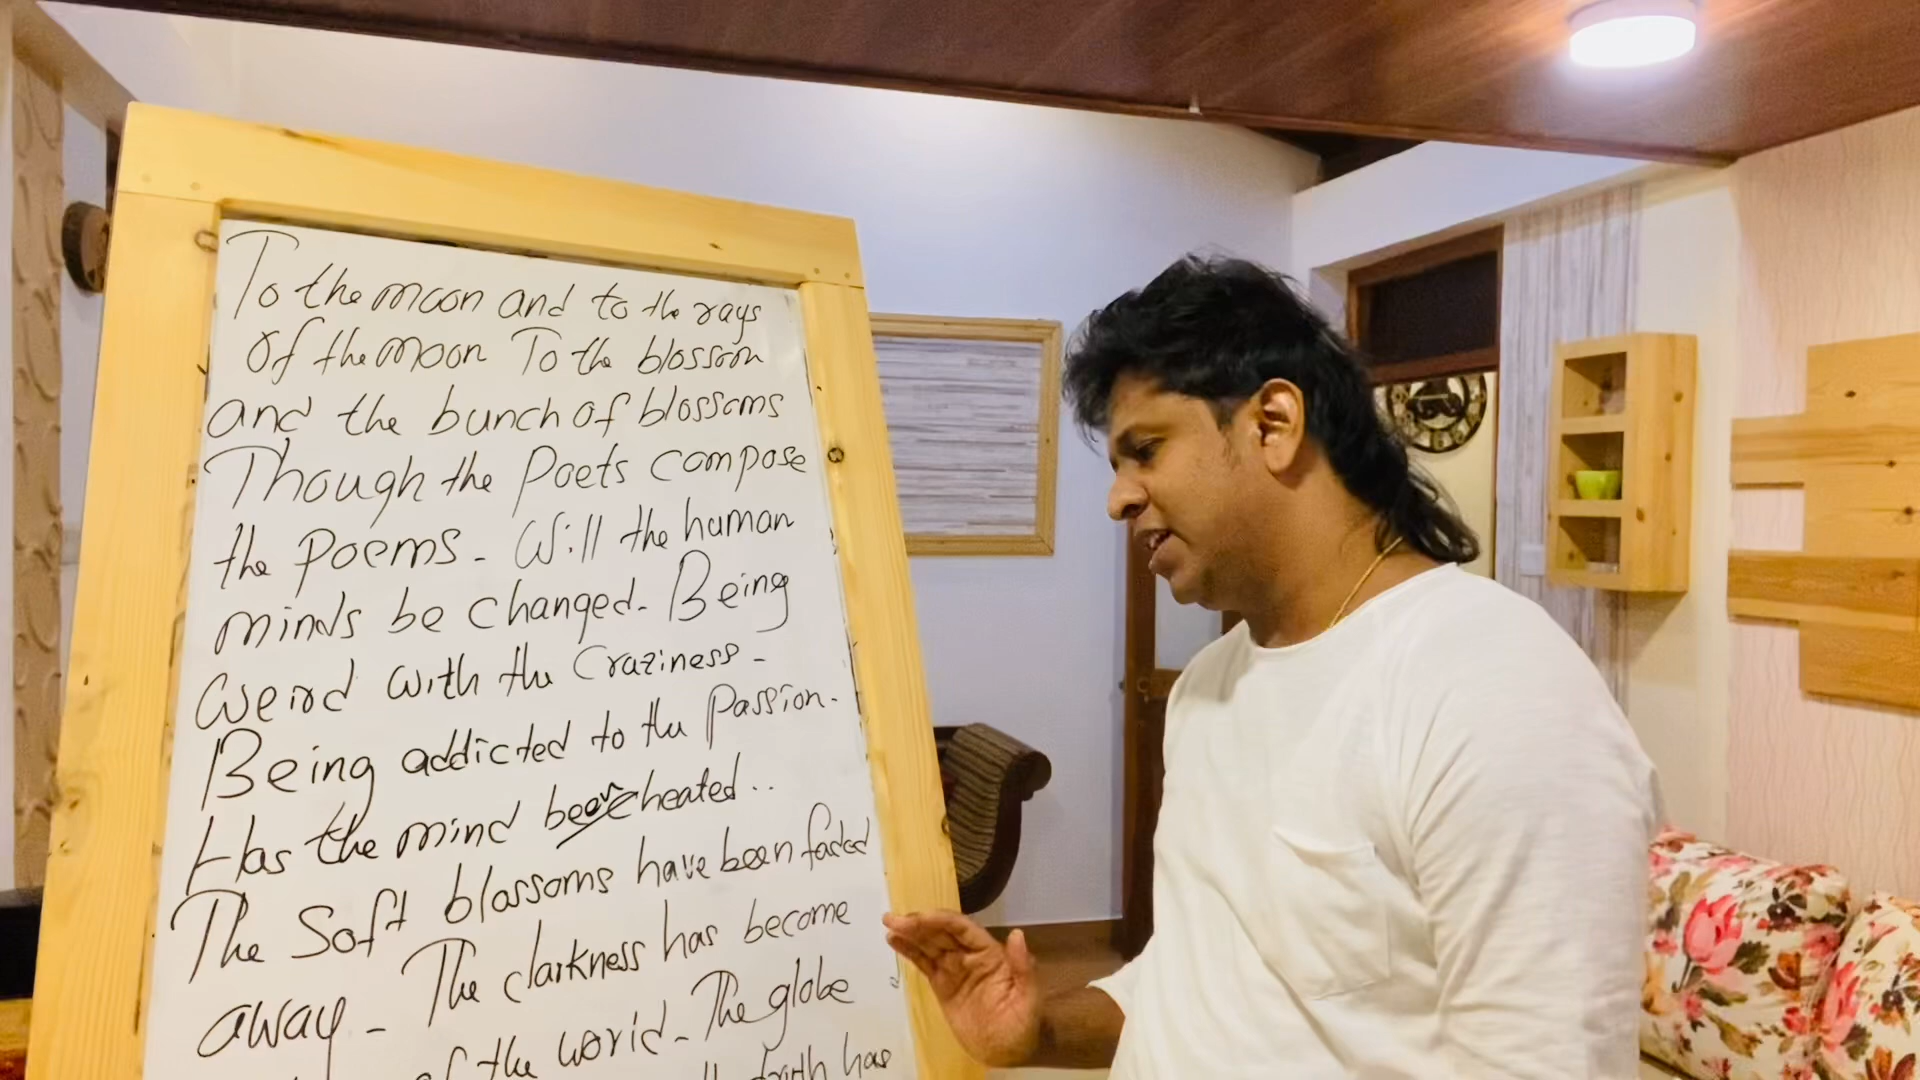 To the moon and to the rays
Of the moon To the blossom
and the bunch of blossoms
Though the Poets compose
the Poems - Will the human
minds be changed - Being
weird with the Craziness -
Being addicted to the Passion -
Has the mind been cheated ..
The Soft blossoms have been faded
away - The darkness has become
of the world - The globe
has